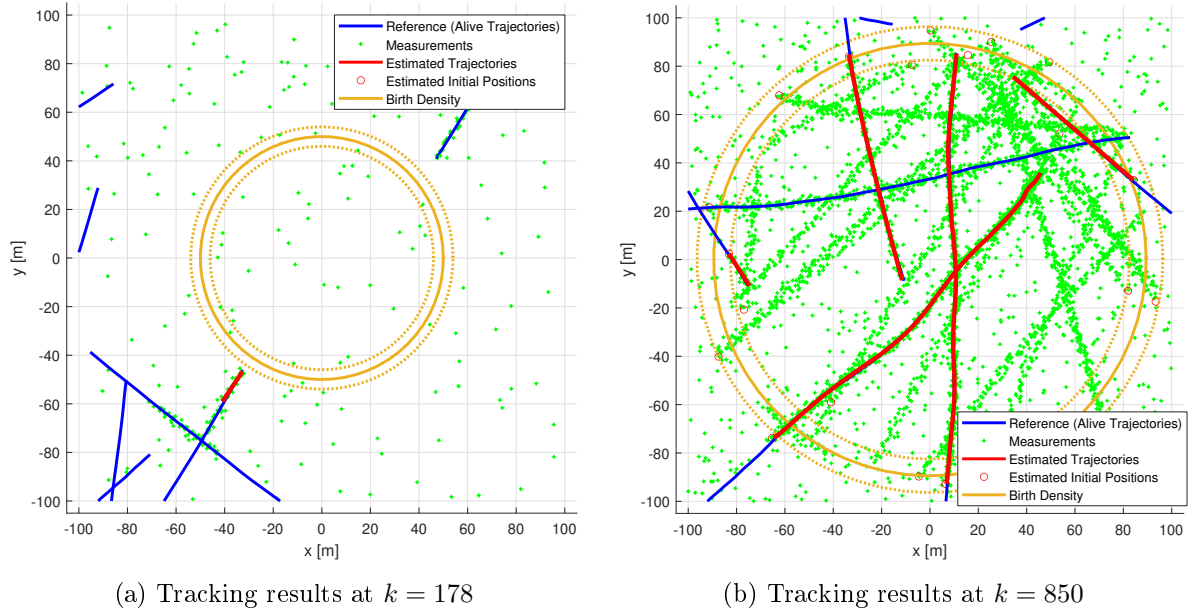 100
80
60
40
20
0
-20
-40
-60
-80
-100
y [m]
-100 -80 -60 -40 -20 0 20 40 60 80 100
x [m]
Reference (Alive Trajectories)
Measurements
Estimated Trajectories
Estimated Initial Positions
Birth Density
(a) Tracking results at k = 178
100
80
60
40
20
0
-20
-40
-60
-80
-100
y [m]
-100 -80 -60 -40 -20 0 20 40 60 80 100
x [m]
Reference (Alive Trajectories)
Measurements
Estimated Trajectories
Estimated Initial Positions
Birth Density
(b) Tracking results at k = 850